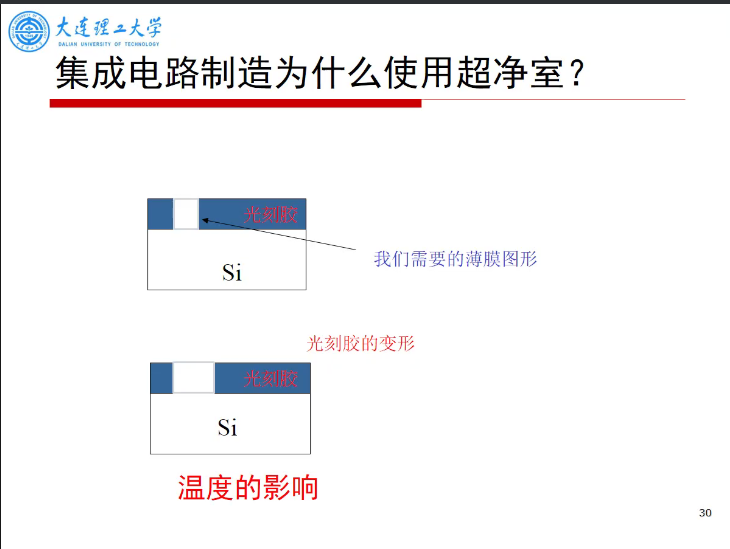 大连理工大学
DALIAN UNIVERSITY OF TECHNOLOGY
集成电路制造为什么使用超净室？
光刻胶
Si
我们需要的薄膜图形
光刻胶的变形
光刻胶
Si
温度的影响
30